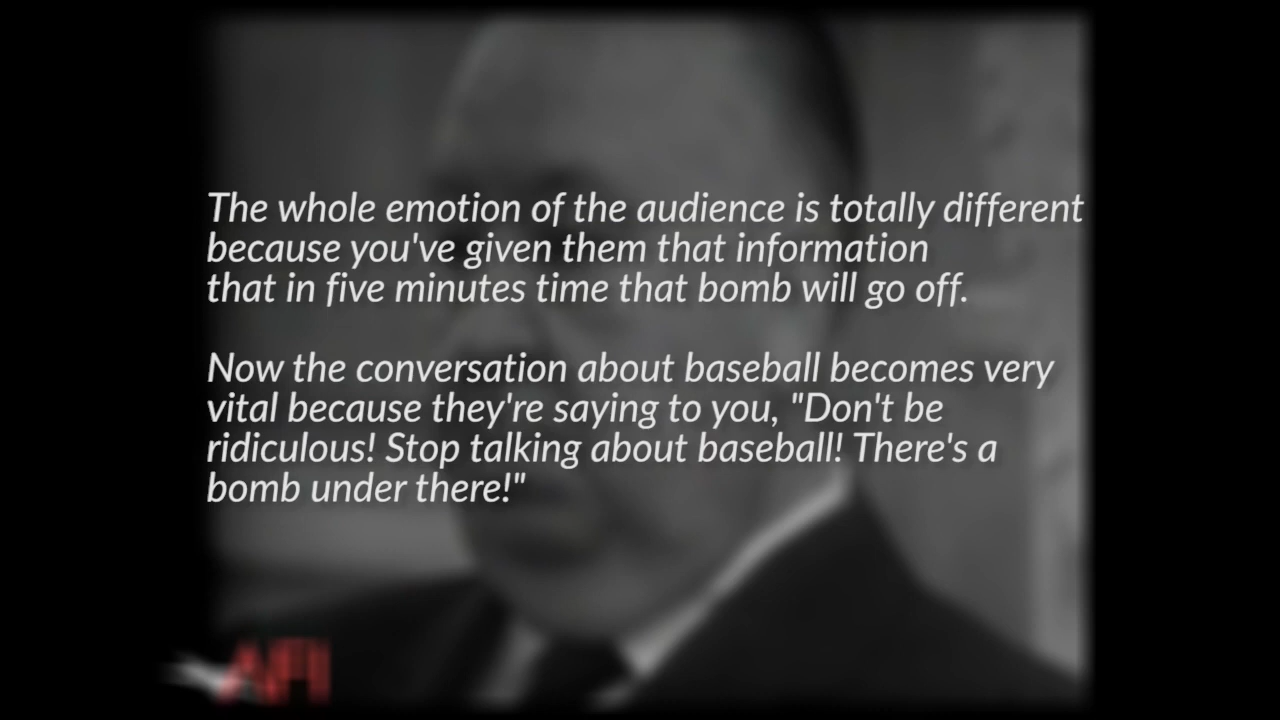 The whole emotion of the audience is totally different
because you've given them that information
that in five minutes time that bomb will go off.
Now the conversation about baseball becomes very
vital because they're saying to you, "Don't be
ridiculous! Stop talking about baseball! There's a
bomb under there!"
AFI